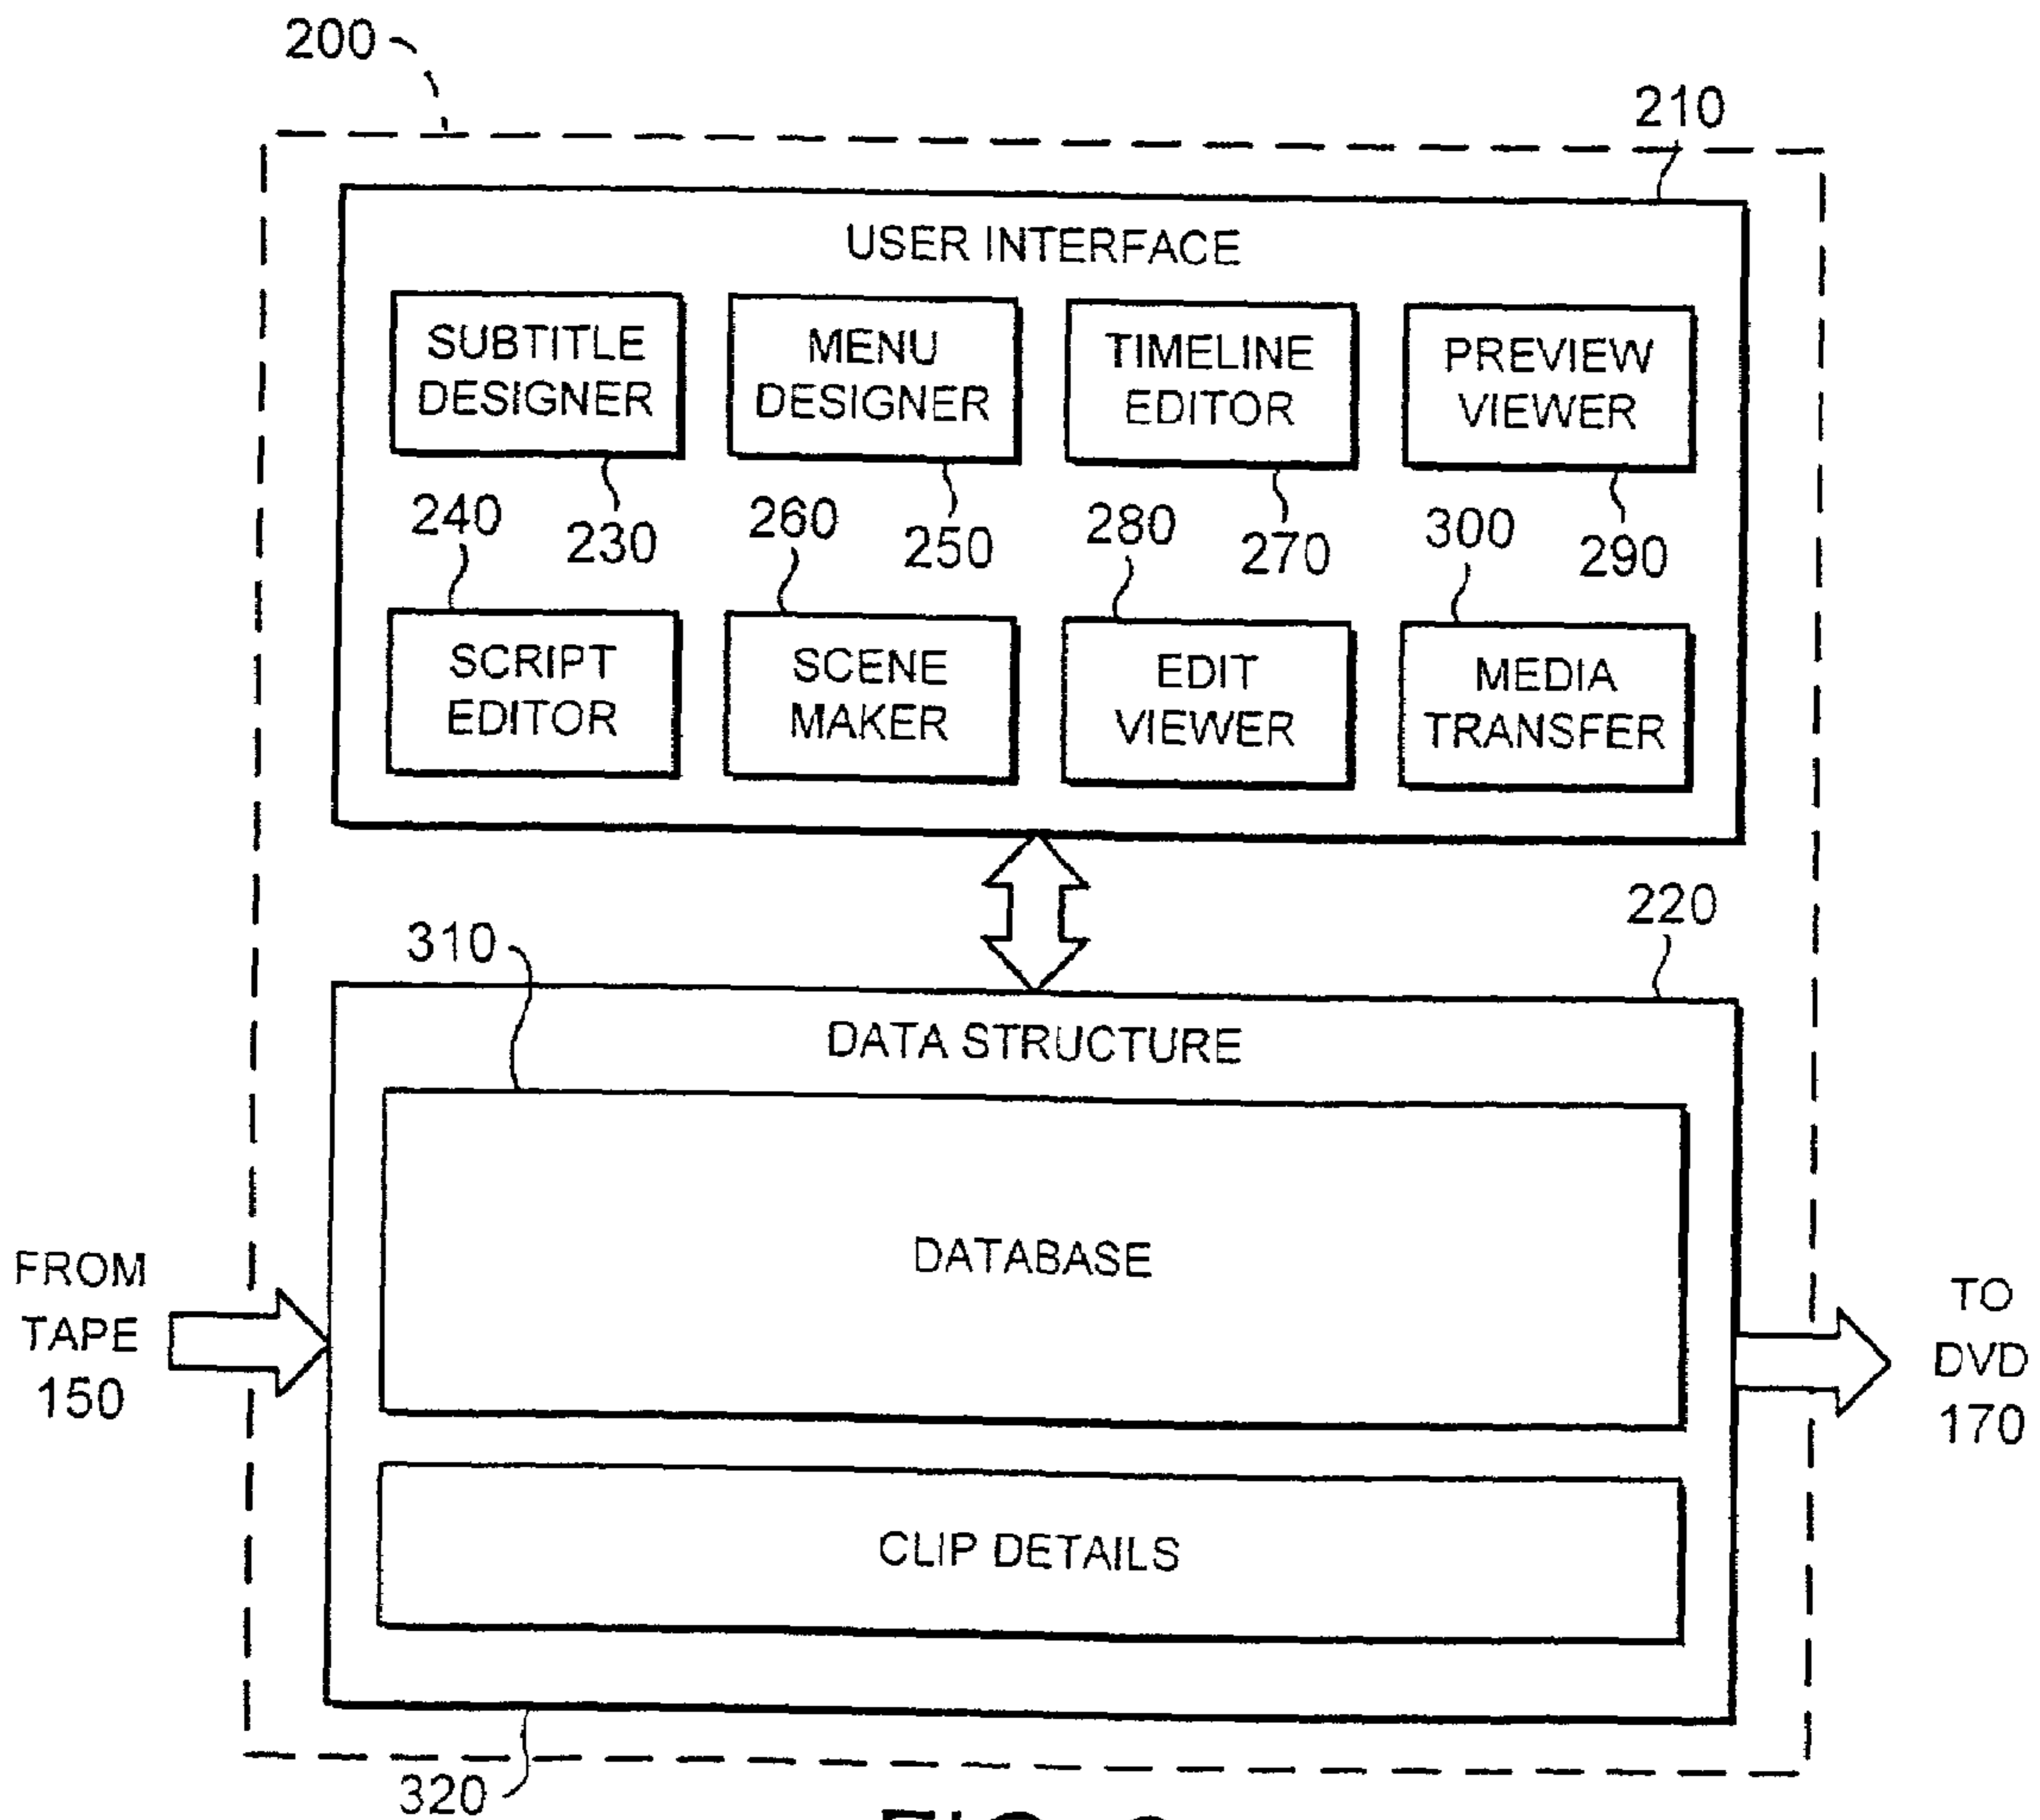 200
210
USER INTERFACE
SUBTITLE
DESIGNER
MENU
DESIGNER
TIMELINE
EDITOR
PREVIEW
VIEWER
230
250
270
290
240
260
280
300
SCRIPT
EDITOR
SCENE
MAKER
EDIT
VIEWER
MEDIA
TRANSFER
220
310
DATA STRUCTURE
DATABASE
FROM
TAPE
150
TO
DVD
170
CLIP DETAILS
320